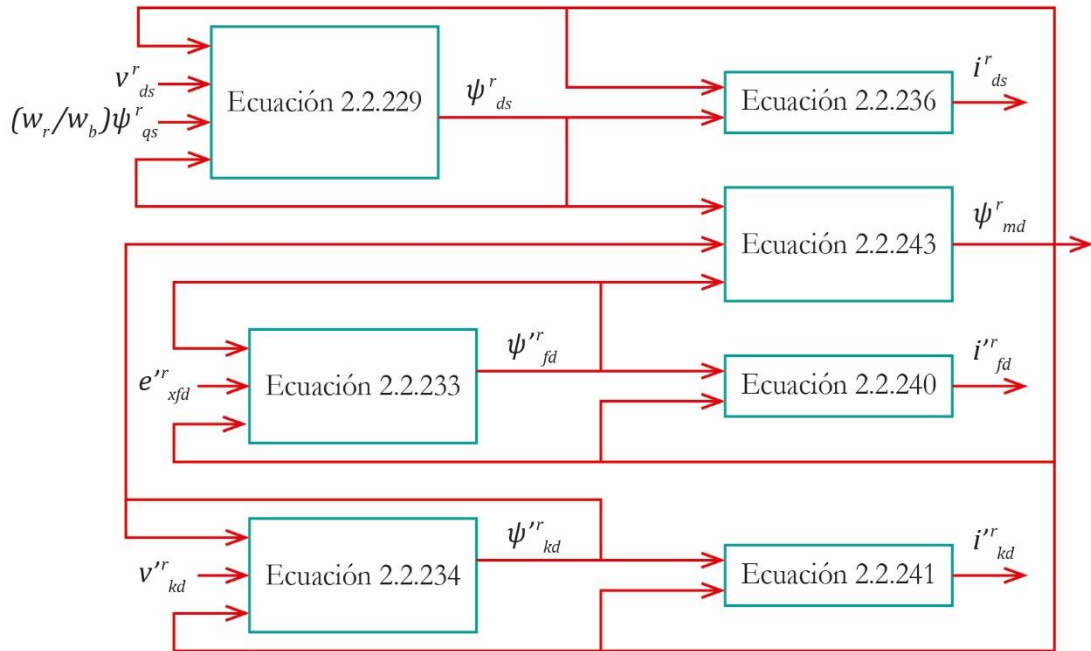 v^r_ds
(w_r/w_b)ψ^r_qs
Ecuación 2.2.229
ψ^r_ds
Ecuación 2.2.236
i^r_ds
Ecuación 2.2.243
ψ^r_md
e'^r_xfd
Ecuación 2.2.233
ψ'^r_fd
Ecuación 2.2.240
i'^r_fd
v'^r_kd
Ecuación 2.2.234
ψ'^r_kd
Ecuación 2.2.241
i'^r_kd